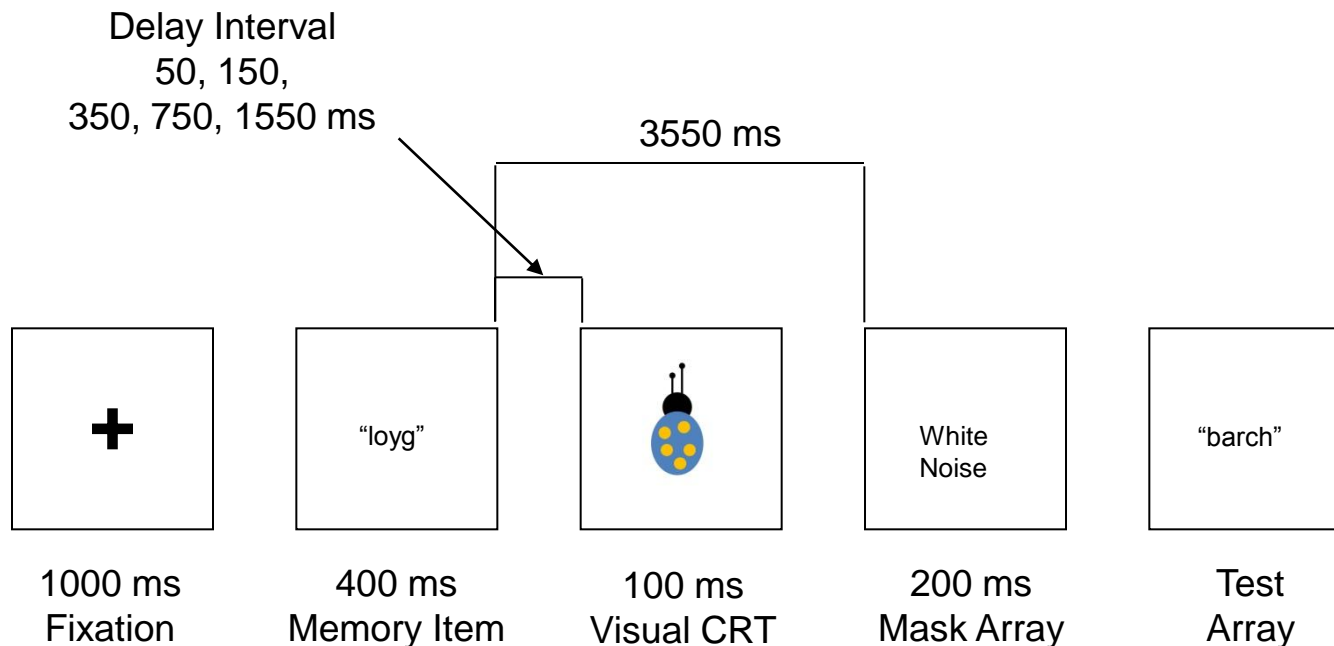 Delay Interval
50, 150,
350, 750, 1550 ms
3550 ms
“loyg”
White
Noise
“barch”
1000 ms
Fixation
400 ms
Memory Item
100 ms
Visual CRT
200 ms
Mask Array
Test
Array